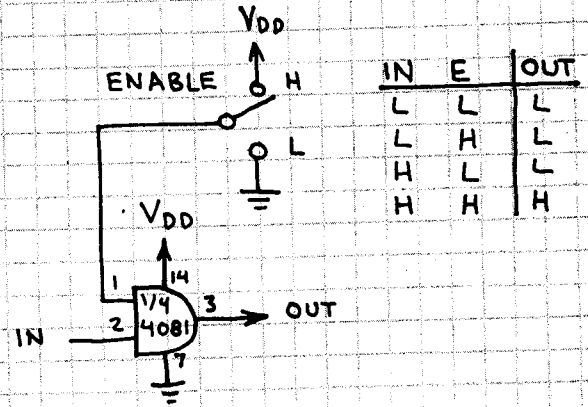 VDD
ENABLE
H
L
IN E OUT
L L L
L H L
H L L
H H H
VDD
14
1
1/4
4081
2
3
OUT
IN
7